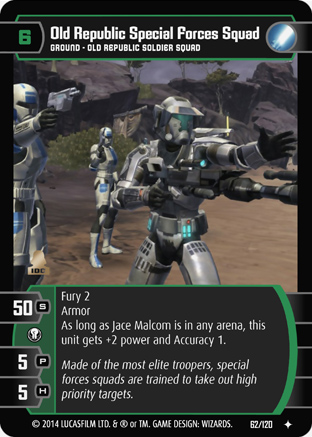 6
Old Republic Special Forces Squad
GROUND - OLD REPUBLIC SOLDIER SQUAD
IDC
50 S
Fury 2
Armor
As long as Jace Malcom is in any arena, this
unit gets +2 power and Accuracy 1.
5 P
5 H
Made of the most elite troopers, special
forces squads are trained to take out high
priority targets.
© 2014 LUCASFILM LTD. & ® or TM. GAME DESIGN: WIZARDS. 62/120